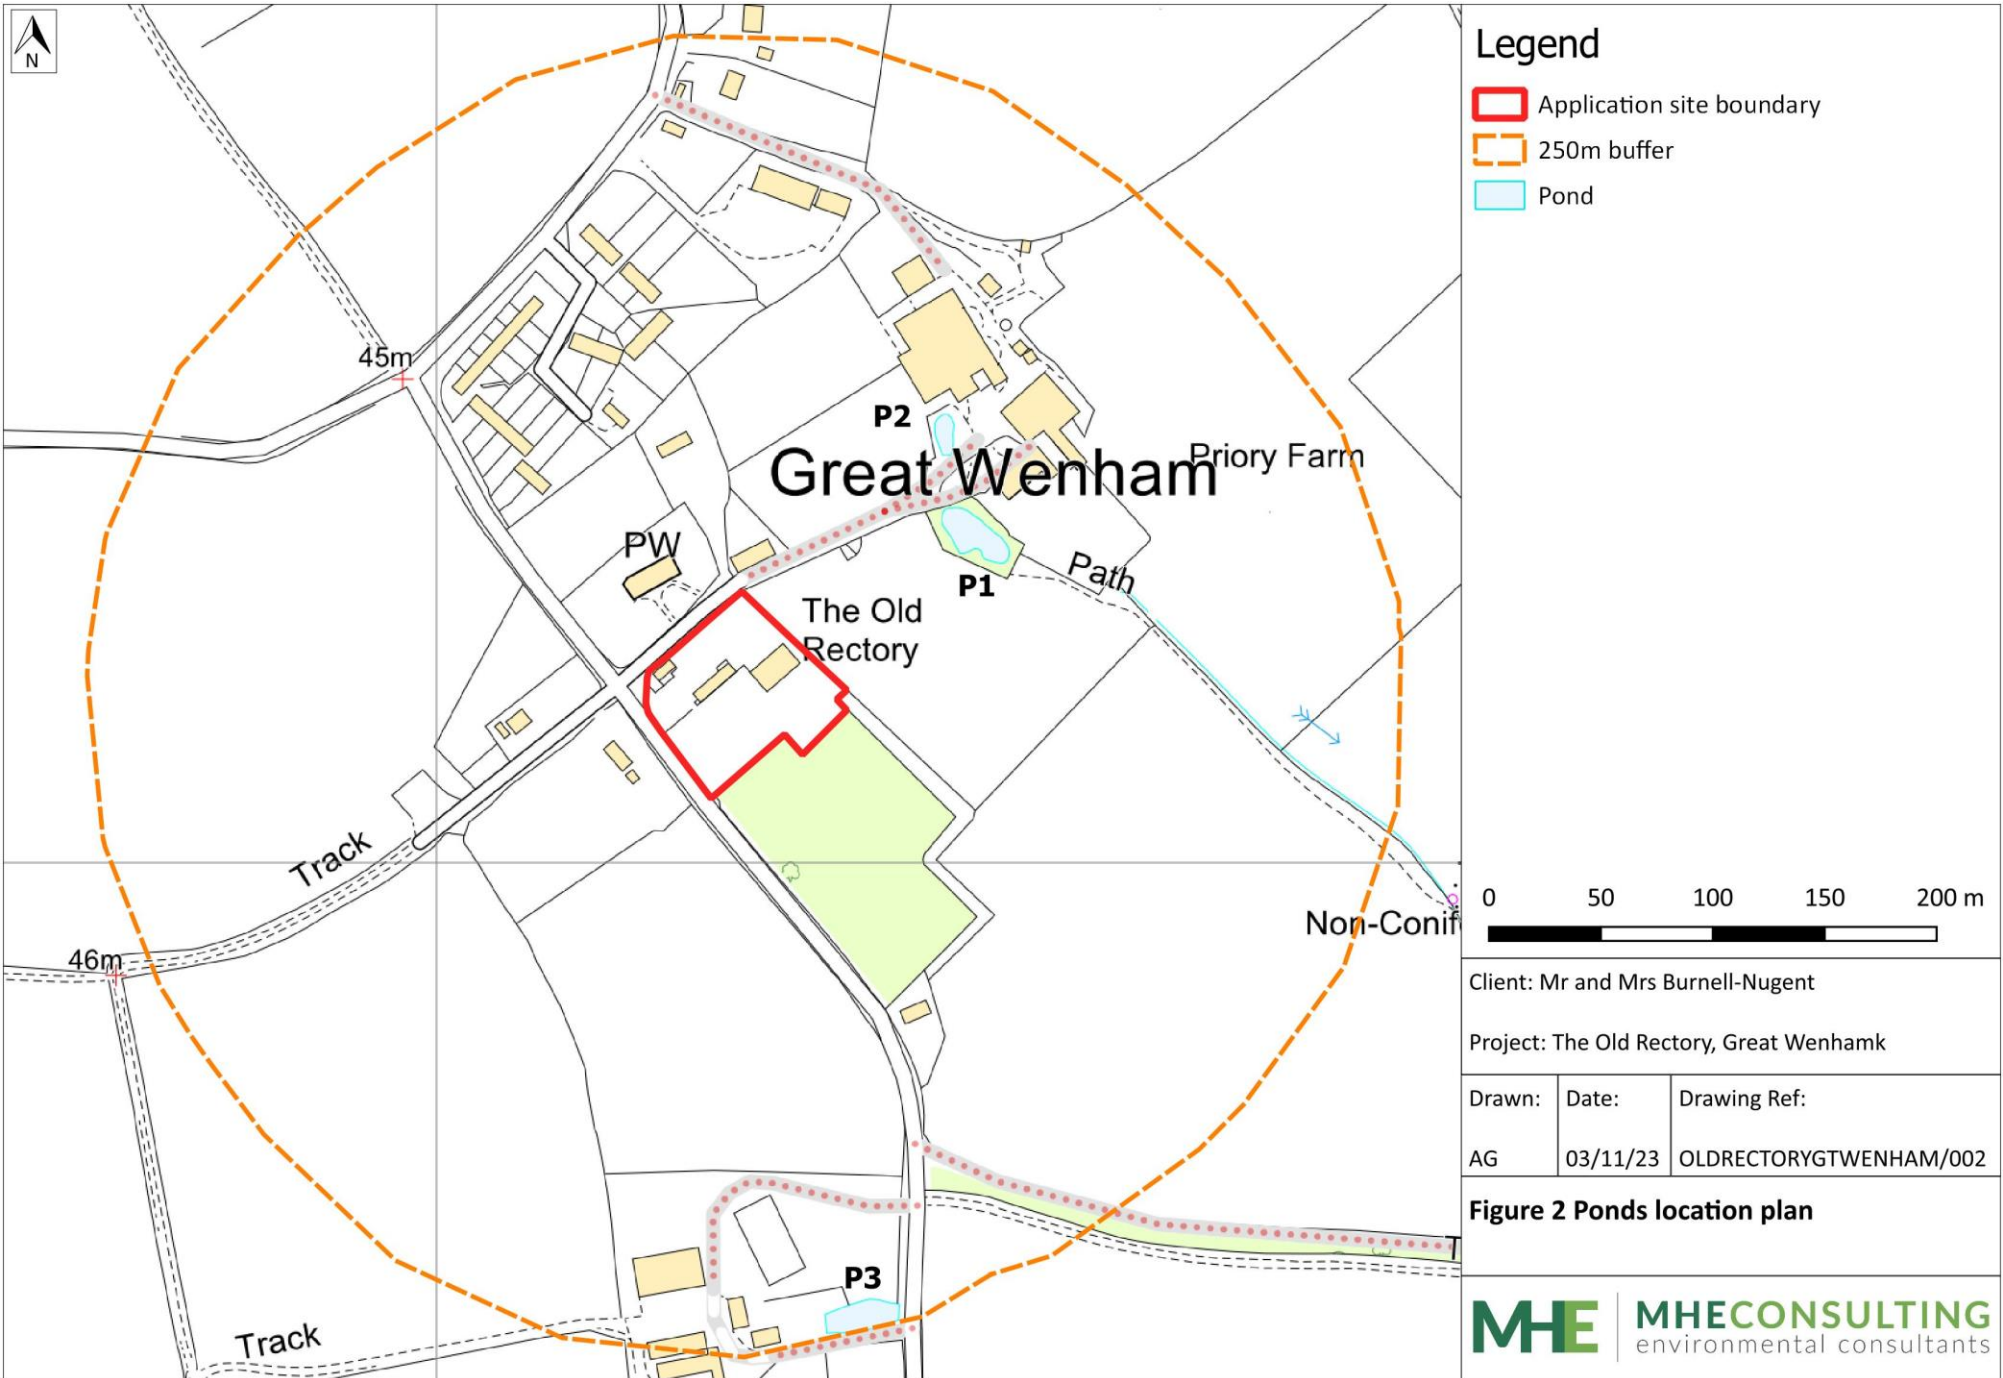 N
45m
P2
Great Wenham
Priory Farm
PW
P1
Path
The Old
Rectory
Track
46m
Non-Conif
P3
Track
T
Legend
Application site boundary
250m buffer
Pond
0 50 100 150 200 m
Client: Mr and Mrs Burnell-Nugent
Project: The Old Rectory, Great Wenhamk
Drawn: Date: Drawing Ref:
AG 03/11/23 OLDRECTORYGTWENHAM/002
Figure 2 Ponds location plan
MHE MHECONSULTING
environmental consultants